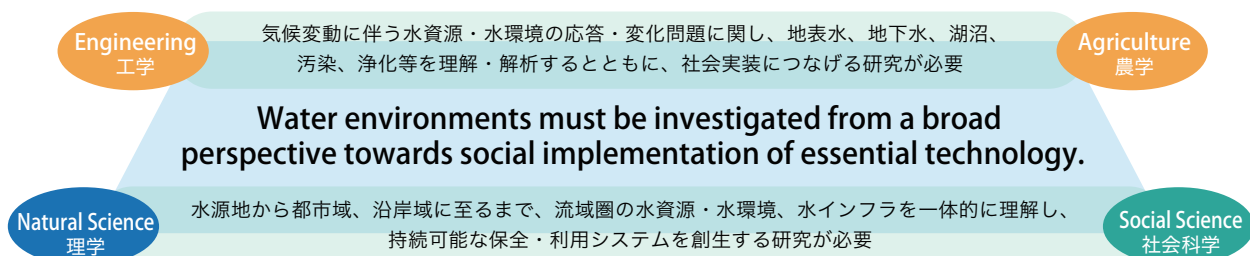 Engineering
工学
気候変動に伴う水資源・水環境の応答・変化問題に関し、地表水、地下水、湖沼、
汚染、浄化等を理解・解析するとともに、社会実装につなげる研究が必要
Agriculture
農学
Water environments must be investigated from a broad
perspective towards social implementation of essential technology.
Natural Science
理学
水源地から都市域、沿岸域に至るまで、流域圏の水資源・水環境、水インフラを一体的に理解し、
持続可能な保全・利用システムを創生する研究が必要
Social Science
社会科学